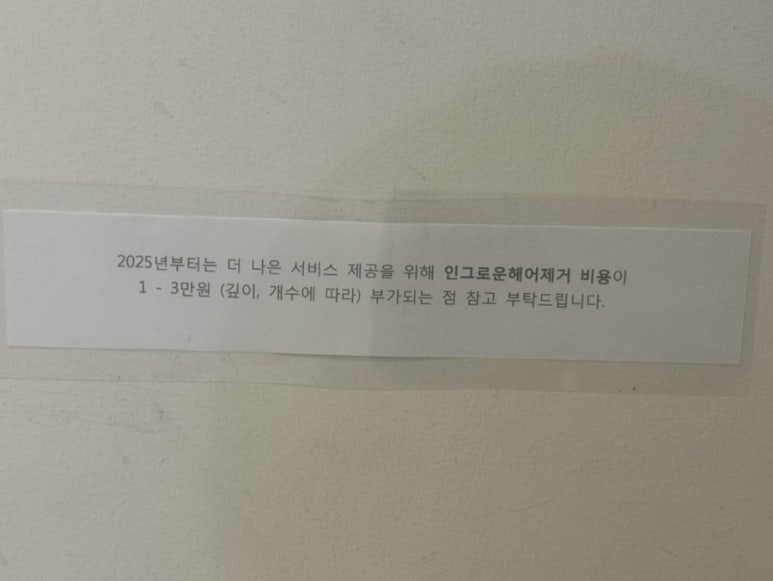 2025년부터는 더 나은 서비스 제공을 위해 인그로운헤어제거 비용이
1 - 3만원 (깊이, 개수에 따라) 부가되는 점 참고 부탁드립니다.